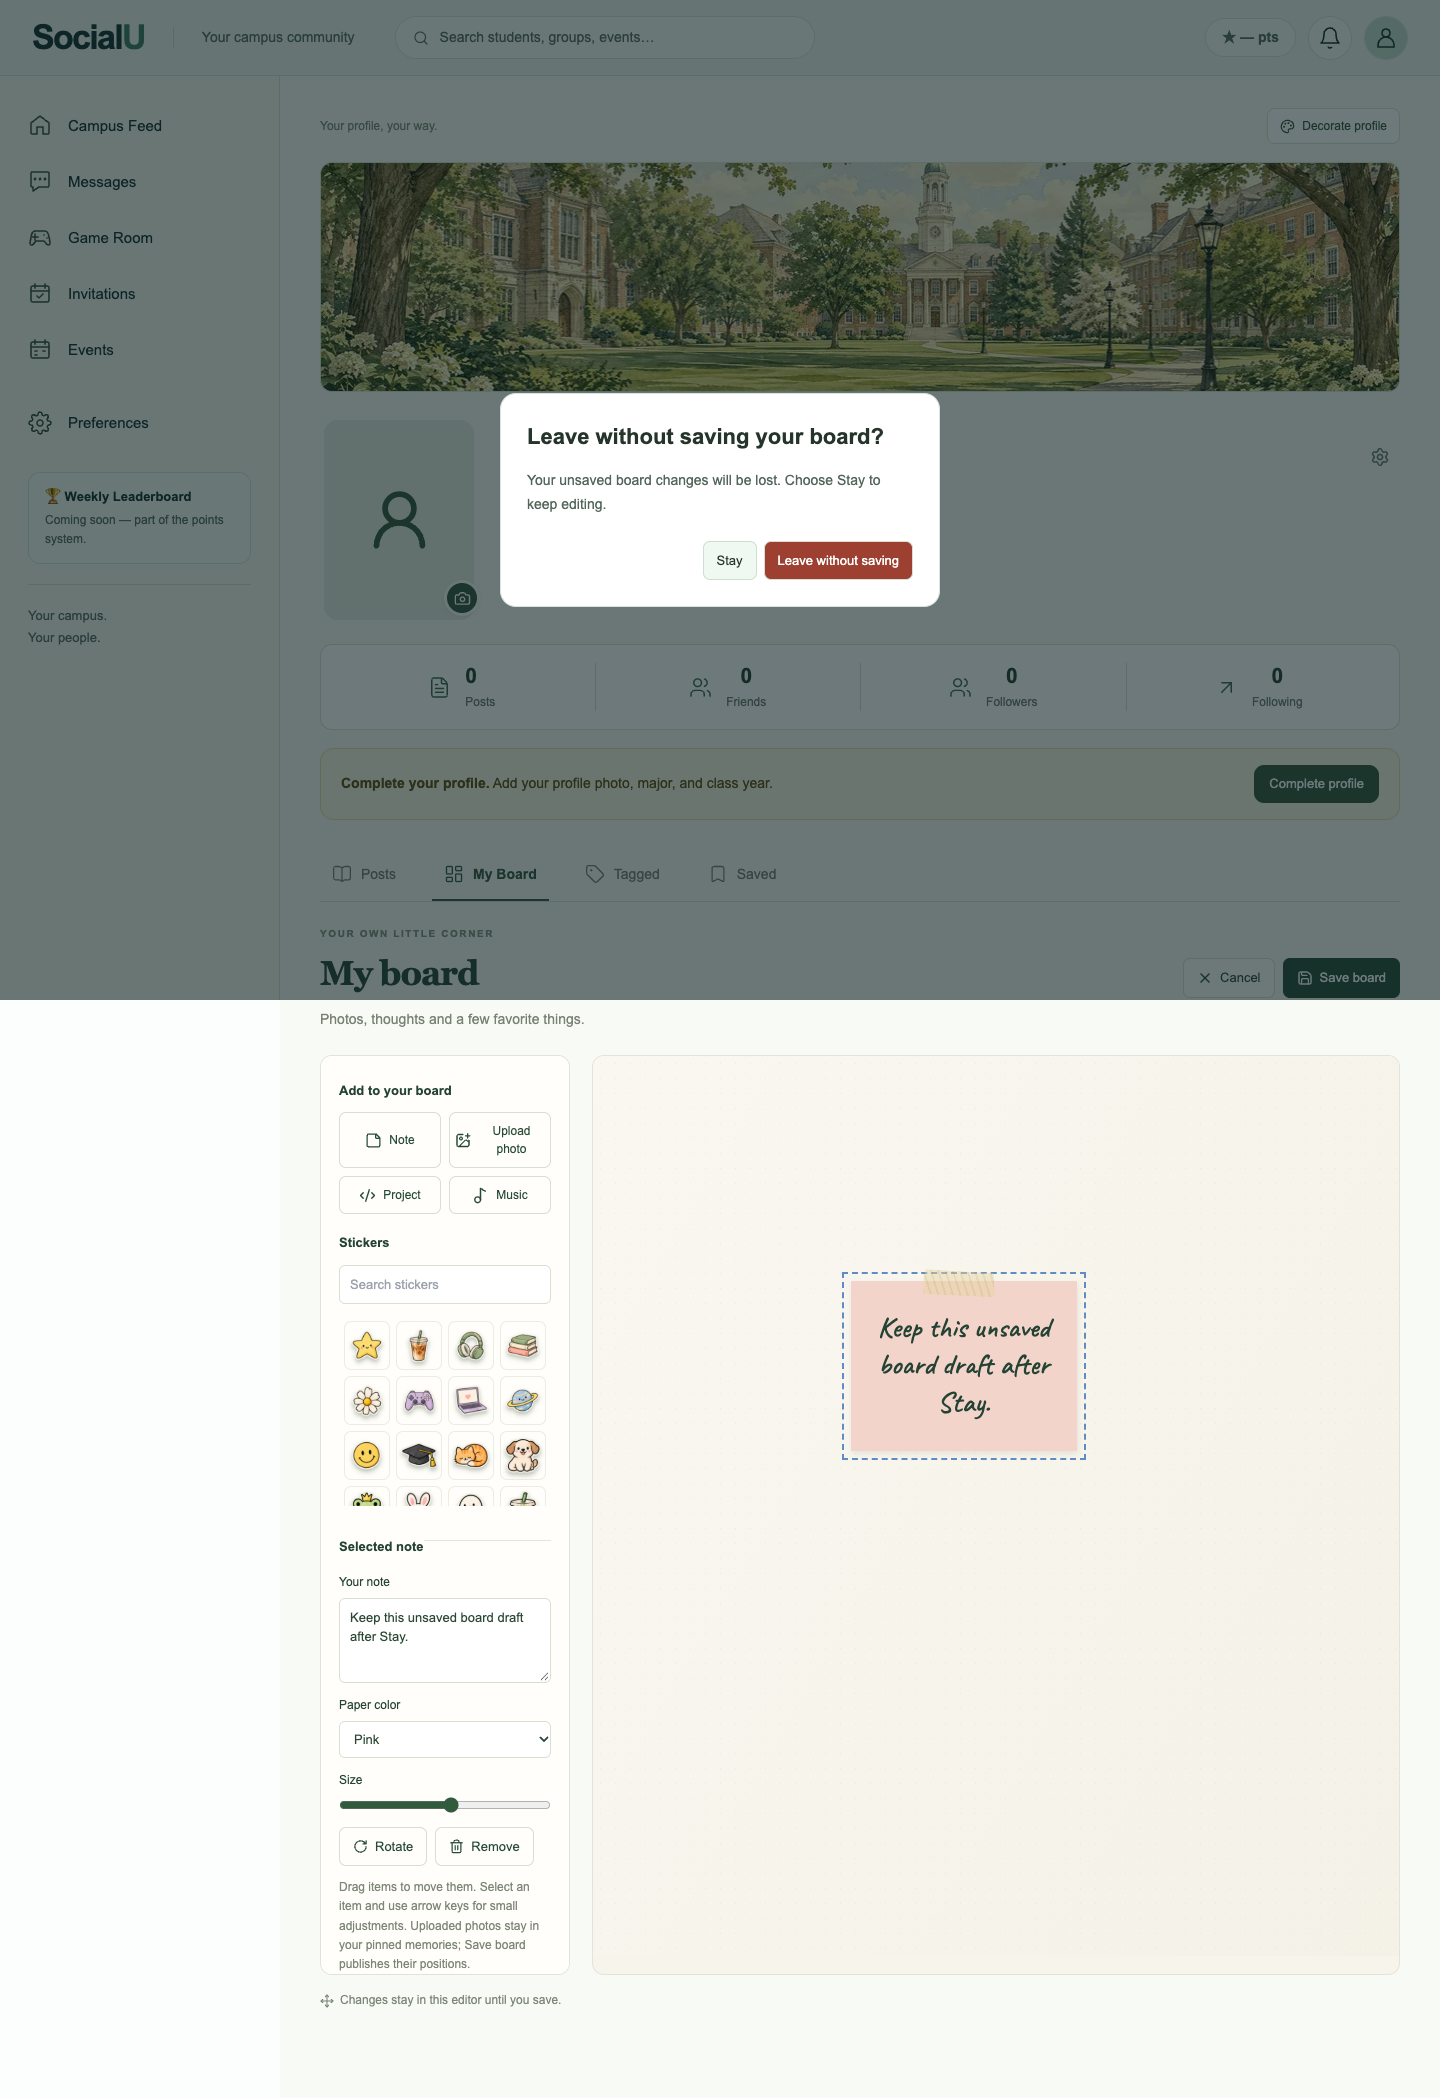 SocialU
Your campus community
Search students, groups, events…
★ — pts
Campus Feed
Messages
Game Room
Invitations
Events
Preferences
🏆 Weekly Leaderboard
Coming soon — part of the points
system.
Your campus.
Your people.
Your profile, your way.
Decorate profile
Leave without saving your board?
Your unsaved board changes will be lost. Choose Stay to
keep editing.
Stay
Leave without saving
0
Posts
0
Friends
0
Followers
0
Following
Complete your profile. Add your profile photo, major, and class year.
Complete profile
Posts
My Board
Tagged
Saved
YOUR OWN LITTLE CORNER
My board
Cancel
Save board
Photos, thoughts and a few favorite things.
Add to your board
Note
Upload
photo
Project
Music
Stickers
Search stickers
Selected note
Your note
Keep this unsaved board draft
after Stay.
Paper color
Pink
Size
Rotate
Remove
Drag items to move them. Select an
item and use arrow keys for small
adjustments. Uploaded photos stay in
your pinned memories; Save board
publishes their positions.
Keep this unsaved
board draft after
Stay.
Changes stay in this editor until you save.